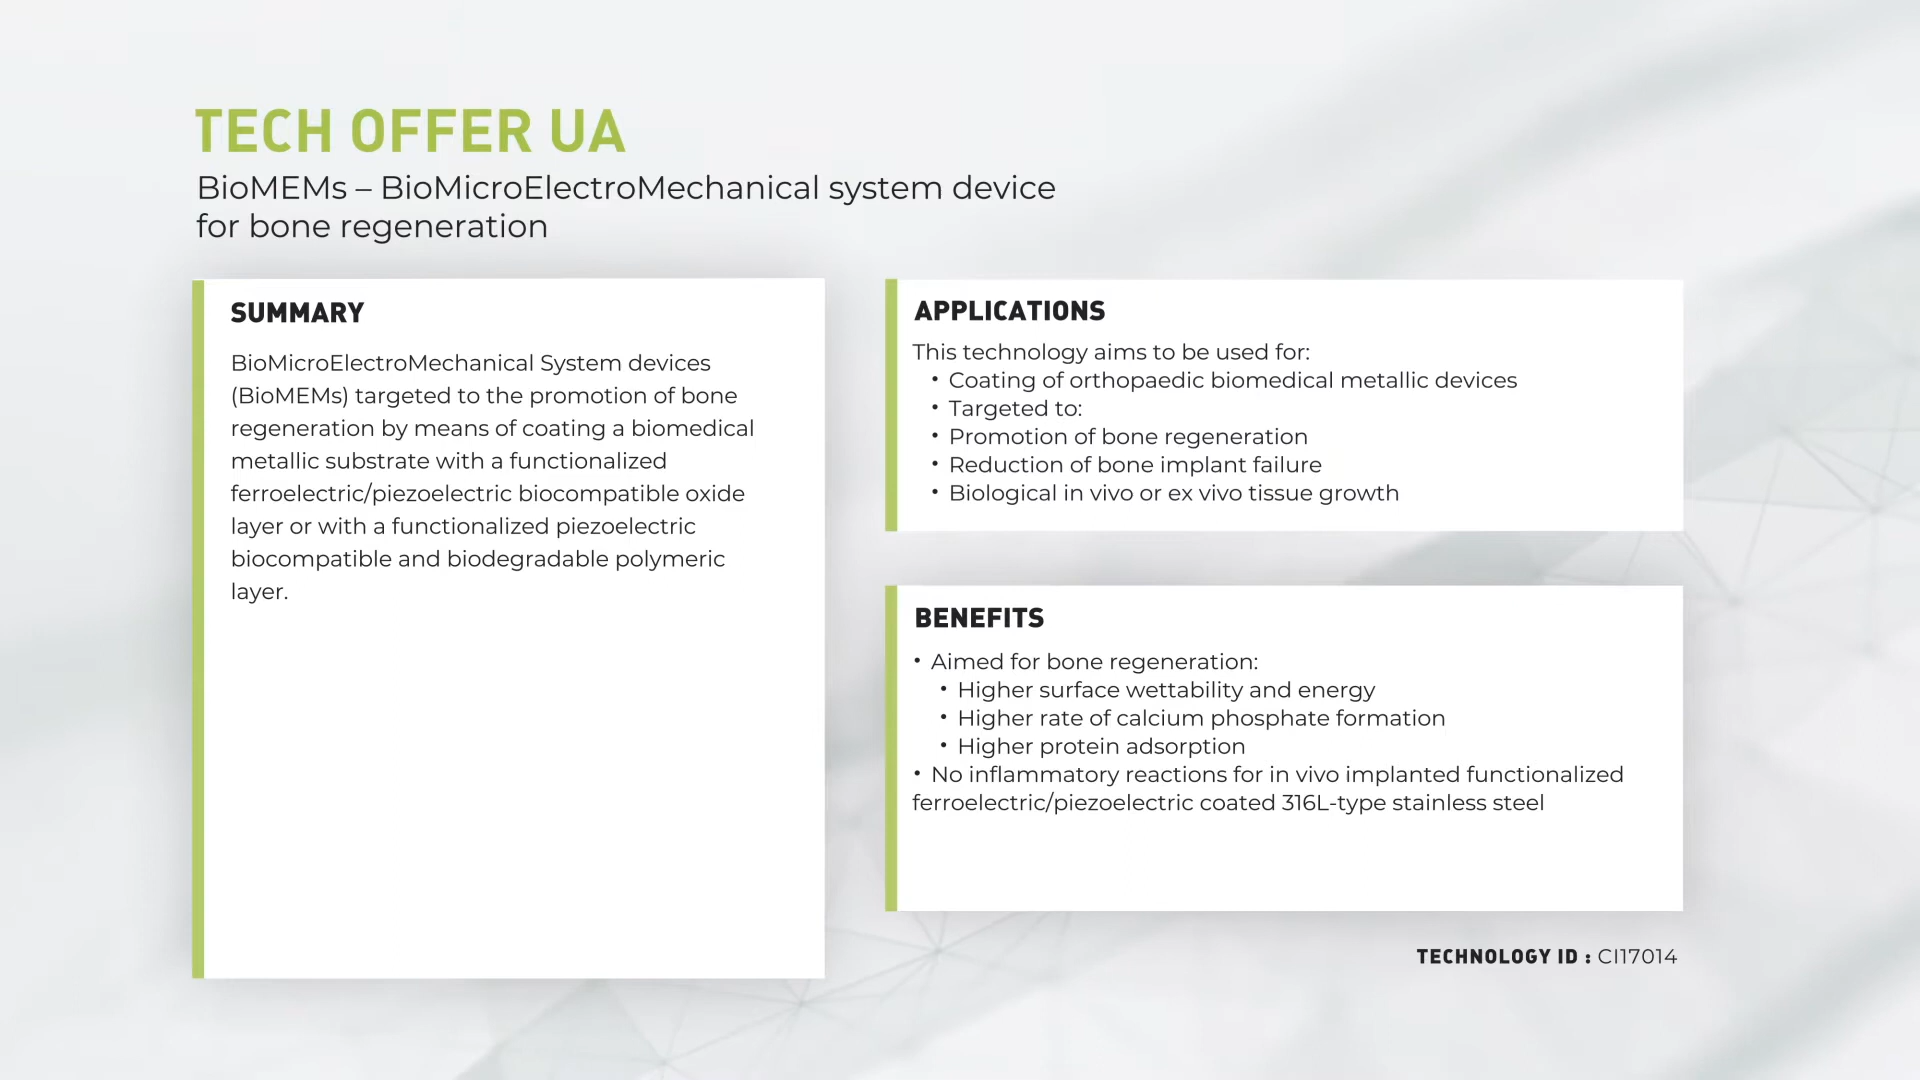 TECH OFFER UA
BioMEMs – BioMicroElectroMechanical system device
for bone regeneration
SUMMARY
BioMicroElectroMechanical System devices
(BioMEMs) targeted to the promotion of bone
regeneration by means of coating a biomedical
metallic substrate with a functionalized
ferroelectric/piezoelectric biocompatible oxide
layer or with a functionalized piezoelectric
biocompatible and biodegradable polymeric
layer.
APPLICATIONS
This technology aims to be used for:
• Coating of orthopaedic biomedical metallic devices
• Targeted to:
• Promotion of bone regeneration
• Reduction of bone implant failure
• Biological in vivo or ex vivo tissue growth
BENEFITS
• Aimed for bone regeneration:
• Higher surface wettability and energy
• Higher rate of calcium phosphate formation
• Higher protein adsorption
• No inflammatory reactions for in vivo implanted functionalized
ferroelectric/piezoelectric coated 316L-type stainless steel
TECHNOLOGY ID : CI17014